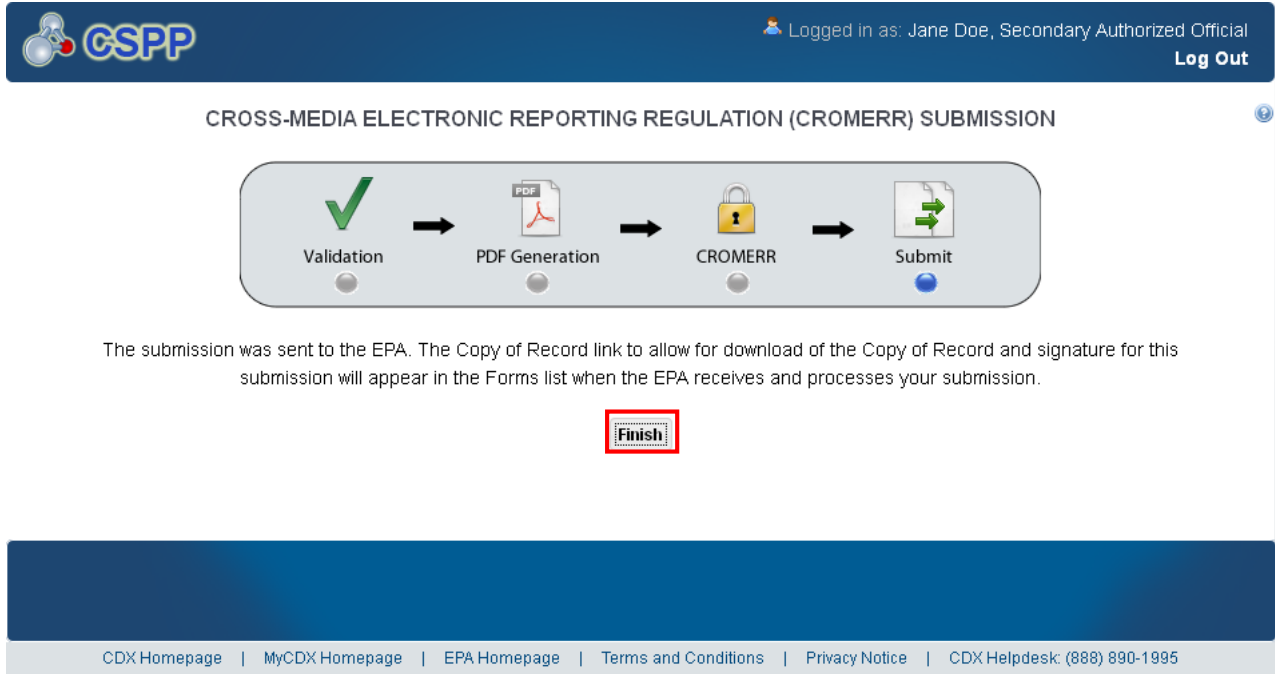 CSPP
Logged in as: Jane Doe, Secondary Authorized Official
Log Out
CROSS-MEDIA ELECTRONIC REPORTING REGULATION (CROMERR) SUBMISSION
PDF
Validation
PDF Generation
CROMERR
Submit
The submission was sent to the EPA. The Copy of Record link to allow for download of the Copy of Record and signature for this
submission will appear in the Forms list when the EPA receives and processes your submission.
Finish
CDX Homepage | MyCDX Homepage | EPA Homepage | Terms and Conditions | Privacy Notice | CDX Helpdesk: (888) 890-1995